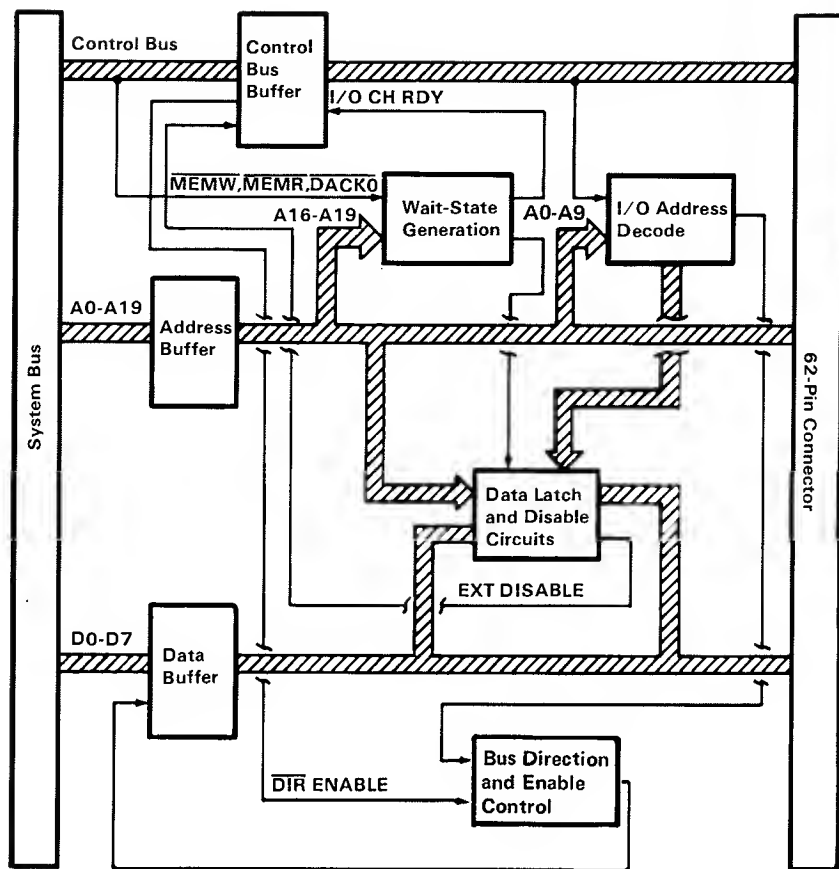 Control Bus
Control
Bus
Buffer
I/O CH RDY
MEMW,MEMR,DACK0
A16-A19
Wait-State
Generation
A0-A9
I/O Address
Decode
A0-A19
Address
Buffer
System Bus
62-Pin Connector
Data Latch
and Disable
Circuits
EXT DISABLE
D0-D7
Data
Buffer
DIR ENABLE
Bus Direction
and Enable
Control